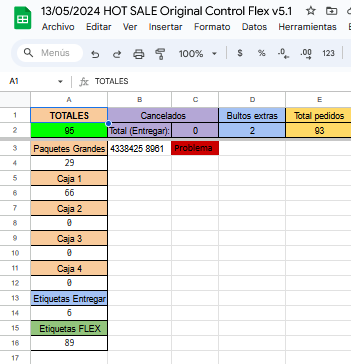 13/05/2024 HOT SALE Original Control Flex v5.1
Archivo Editar Ver Insertar Formato Datos Herramientas
Menús 100% $ % .0 .00 123
A1 fx TOTALES
A B C D E
1 TOTALES Cancelados Bultos extras Total pedidos
2 95 Total (Entregar): 0 2 93
3 Paquetes Grandes 4338425 8961 Problema
4 29
5 Caja 1
6 66
7 Caja 2
8 0
9 Caja 3
10 0
11 Caja 4
12 0
13 Etiquetas Entregar
14 6
15 Etiquetas FLEX
16 89
17